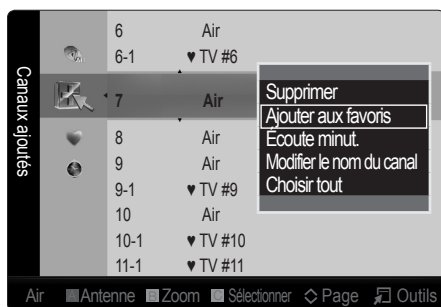 Canaux ajoutés
6 Air
6-1 ♥ TV #6
7 Air
8 Air
9 Air
9-1 ♥ TV #9
10 Air
10-1 ♥ TV #10
11-1 ♥ TV #11
Supprimer
Ajouter aux favoris
Écoute minut.
Modifier le nom du canal
Choisir tout
Air A Antenne B Zoom C Sélectionner Page Outils